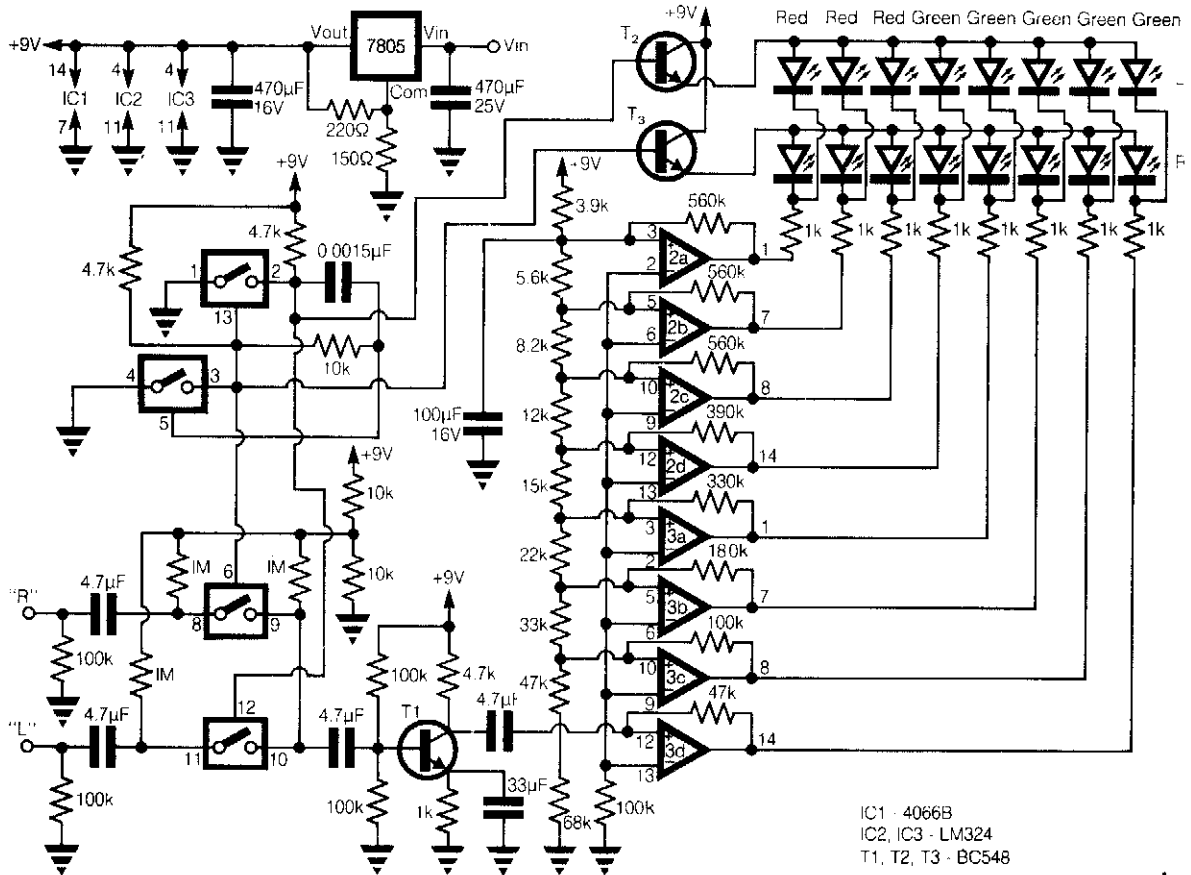 +9V
Vout
7805
Vin
Vin
Com
14
IC1
7
4
IC2
11
4
IC3
11
470µF
16V
220Ω
150Ω
470µF
25V
+9V
T2
T3
Red Red Red Green Green Green Green Green
R
1k 1k 1k 1k 1k 1k 1k 1k
+9V
4.7k
4.7k
0.0015µF
1
2
13
10k
4
3
5
+9V
3.9k
5.6k
8.2k
12k
15k
22k
33k
47k
68k
100k
100µF
16V
560k
3
2
2a
1
560k
5
6
2b
7
560k
10
9
2c
8
390k
12
13
2d
14
330k
3
2
3a
1
180k
5
6
3b
7
100k
10
9
3c
8
47k
12
13
3d
14
+9V
10k
10k
1M
1M
1M
"R"
4.7µF
100k
6
8
9
"L"
4.7µF
100k
12
11
10
4.7µF
100k
100k
+9V
4.7k
T1
4.7µF
1k
33µF
IC1 - 4066B
IC2, IC3 - LM324
T1, T2, T3 - BC548